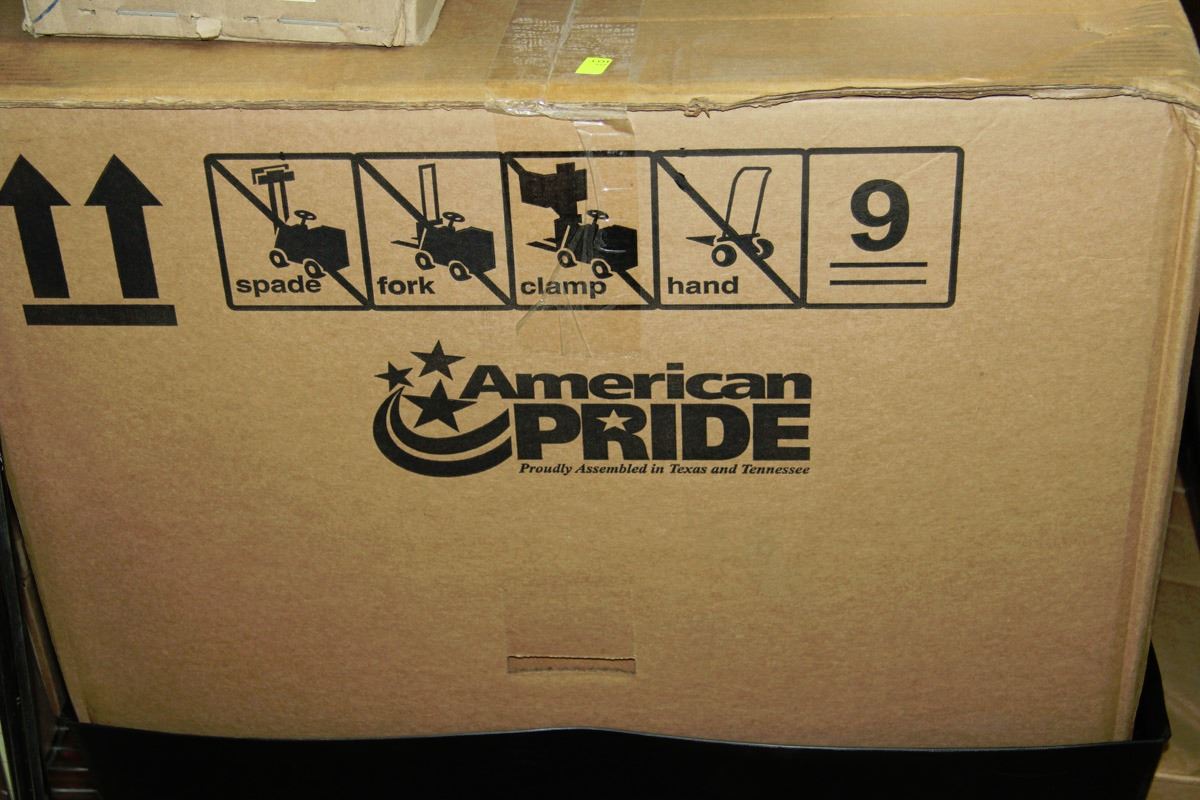 spade fork clamp hand 9
American
PRIDE
Proudly Assembled in Texas and Tennessee